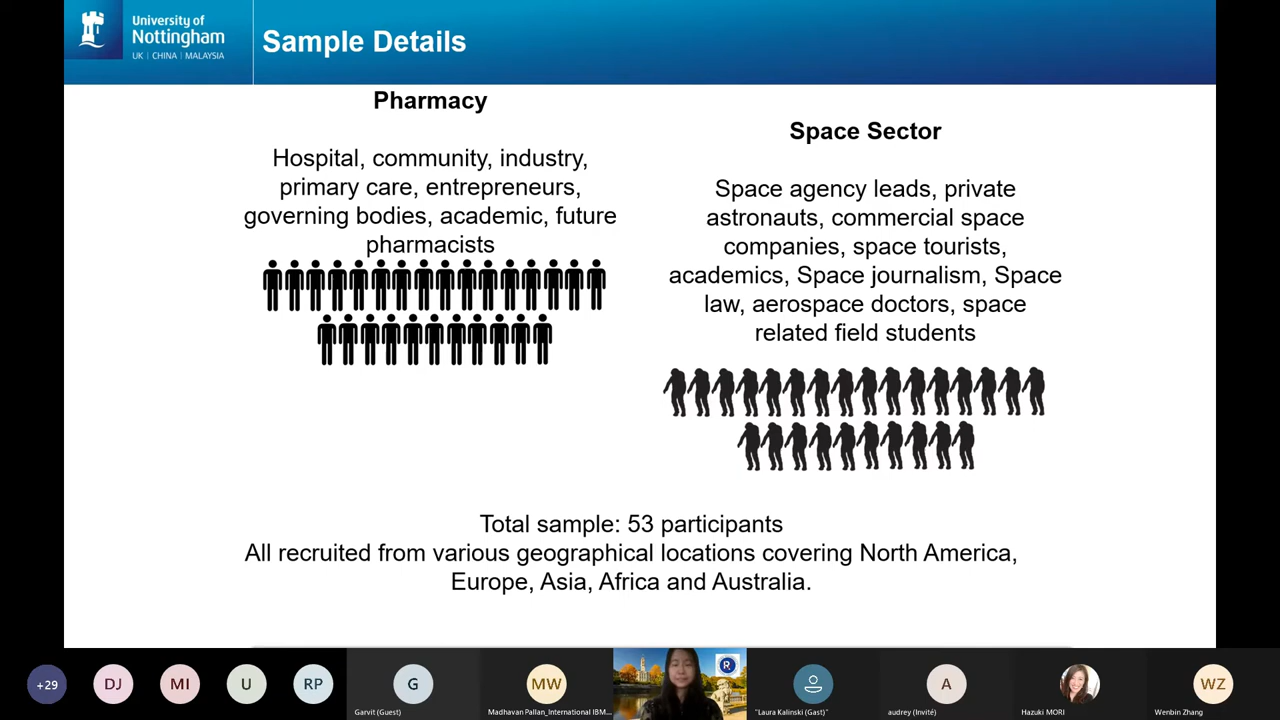 University of
Nottingham
UK | CHINA | MALAYSIA
Sample Details
Pharmacy
Hospital, community, industry,
primary care, entrepreneurs,
governing bodies, academic, future
pharmacists
Space Sector
Space agency leads, private
astronauts, commercial space
companies, space tourists,
academics, Space journalism, Space
law, aerospace doctors, space
related field students
Total sample: 53 participants
All recruited from various geographical locations covering North America,
Europe, Asia, Africa and Australia.
+29
DJ
MI
U
RP
G
Garvit (Guest)
MW
Madhavan Pallan_International IBM...
R
"Laura Kalinski (Gast)"
A
audrey (Invité)
Hazuki MORI
WZ
Wenbin Zhang